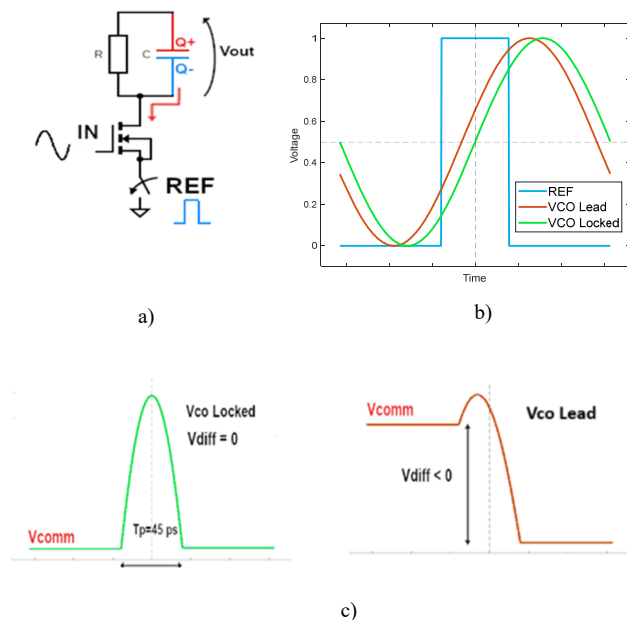 R
C
Q+
Q-
Vout
IN
REF
a)
1
0.8
0.6
0.4
0.2
0
Voltage
REF
VCO Lead
VCO Locked
Time
b)
Vco Locked
Vdiff = 0
Vcomm
Tp=45 ps
Vcomm
Vco Lead
Vdiff < 0
c)